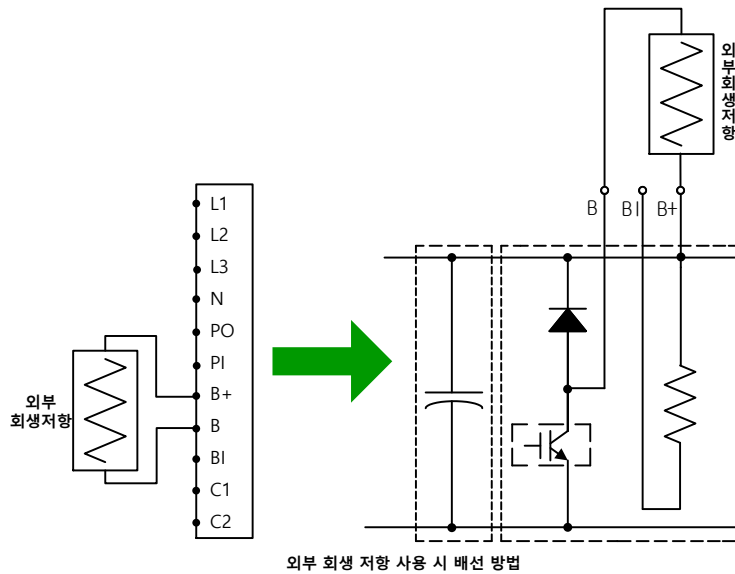 외부회생저항
B
BI
B+
L1
L2
L3
N
PO
PI
B+
B
BI
C1
C2
외부
회생저항
외부 회생 저항 사용 시 배선 방법